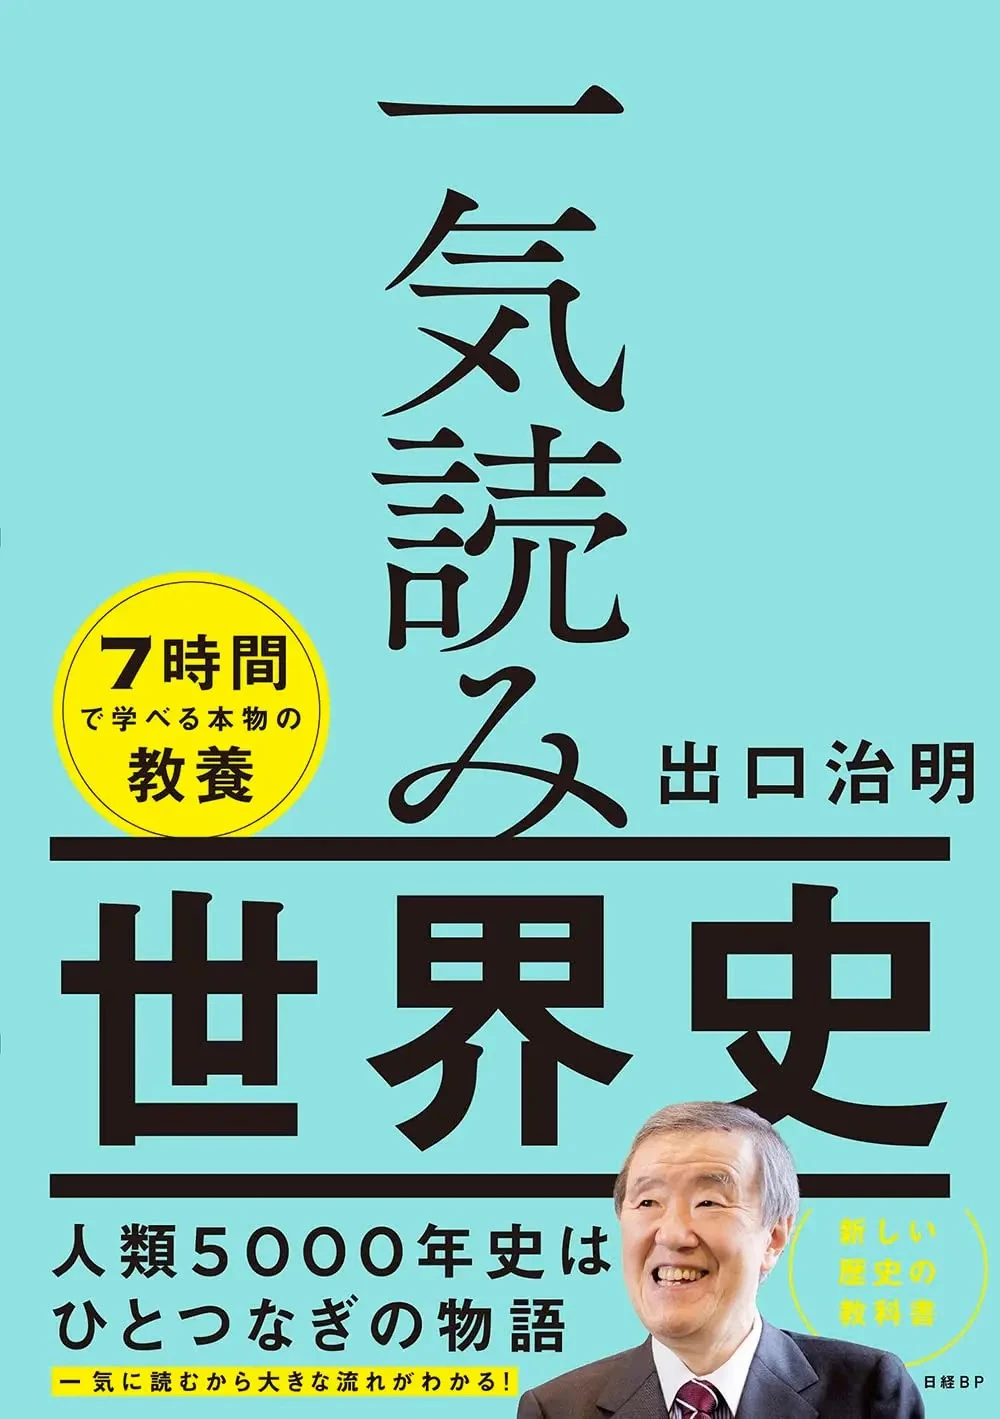 一気読み
7時間
で学べる本物の
教養
出口治明
世界史
人類5000年史は
ひとつなぎの物語
一気に読むから大きな流れがわかる!
新しい
歴史の
教科書
日経BP